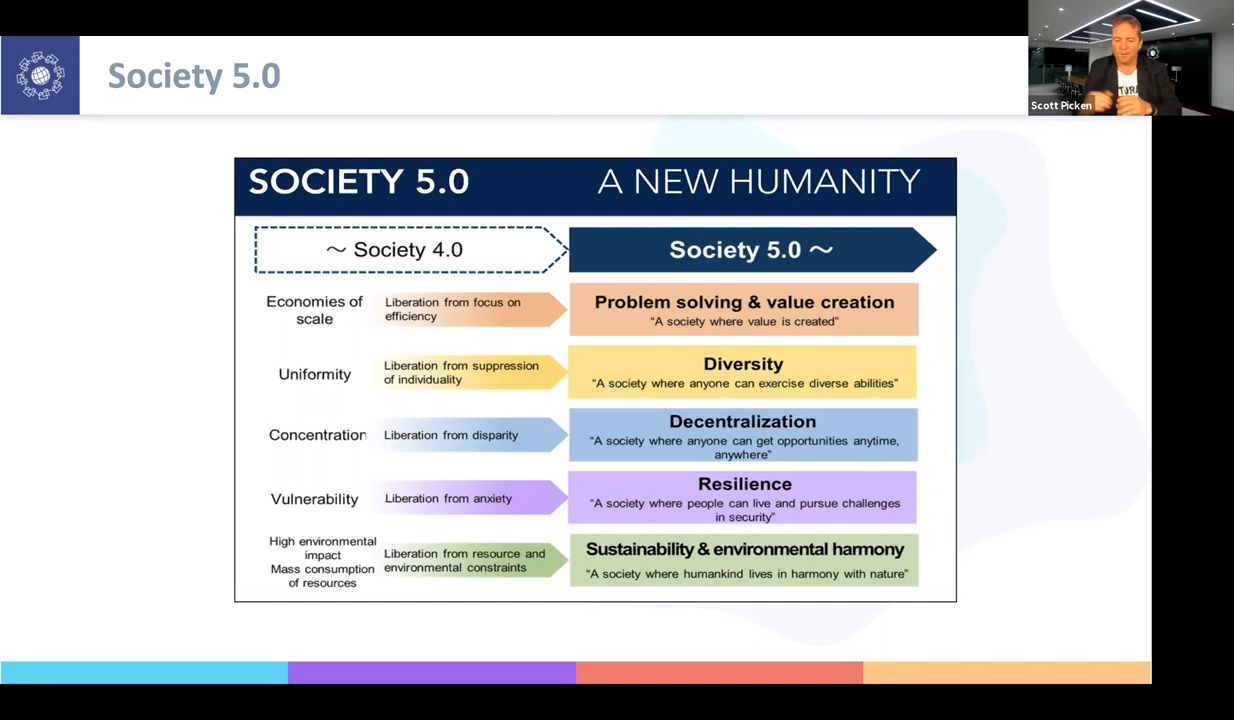 Society 5.0
Scott Picken
SOCIETY 5.0
A NEW HUMANITY
～ Society 4.0
Society 5.0 ～
Economies of
scale
Liberation from focus on
efficiency
Problem solving & value creation
“A society where value is created”
Uniformity
Liberation from suppression
of individuality
Diversity
“A society where anyone can exercise diverse abilities”
Concentration
Liberation from disparity
Decentralization
“A society where anyone can get opportunities anytime,
anywhere”
Vulnerability
Liberation from anxiety
Resilience
“A society where people can live and pursue challenges
in security”
High environmental
impact
Mass consumption
of resources
Liberation from resource and
environmental constraints
Sustainability & environmental harmony
“A society where humankind lives in harmony with nature”